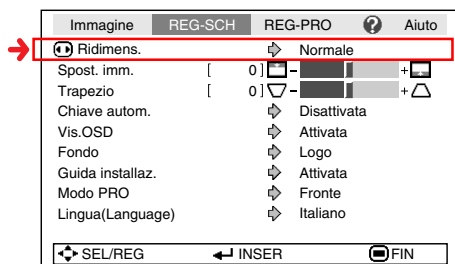 Immagine REG-SCH REG-PRO ? Aiuto
Ridimens. Normale
Spost. imm. [ 0 ] - +
Trapezio [ 0 ] - +
Chiave autom. Disattivata
Vis.OSD Attivata
Fondo Logo
Guida installaz. Attivata
Modo PRO Fronte
Lingua(Language) Italiano
SEL/REG INSER FIN